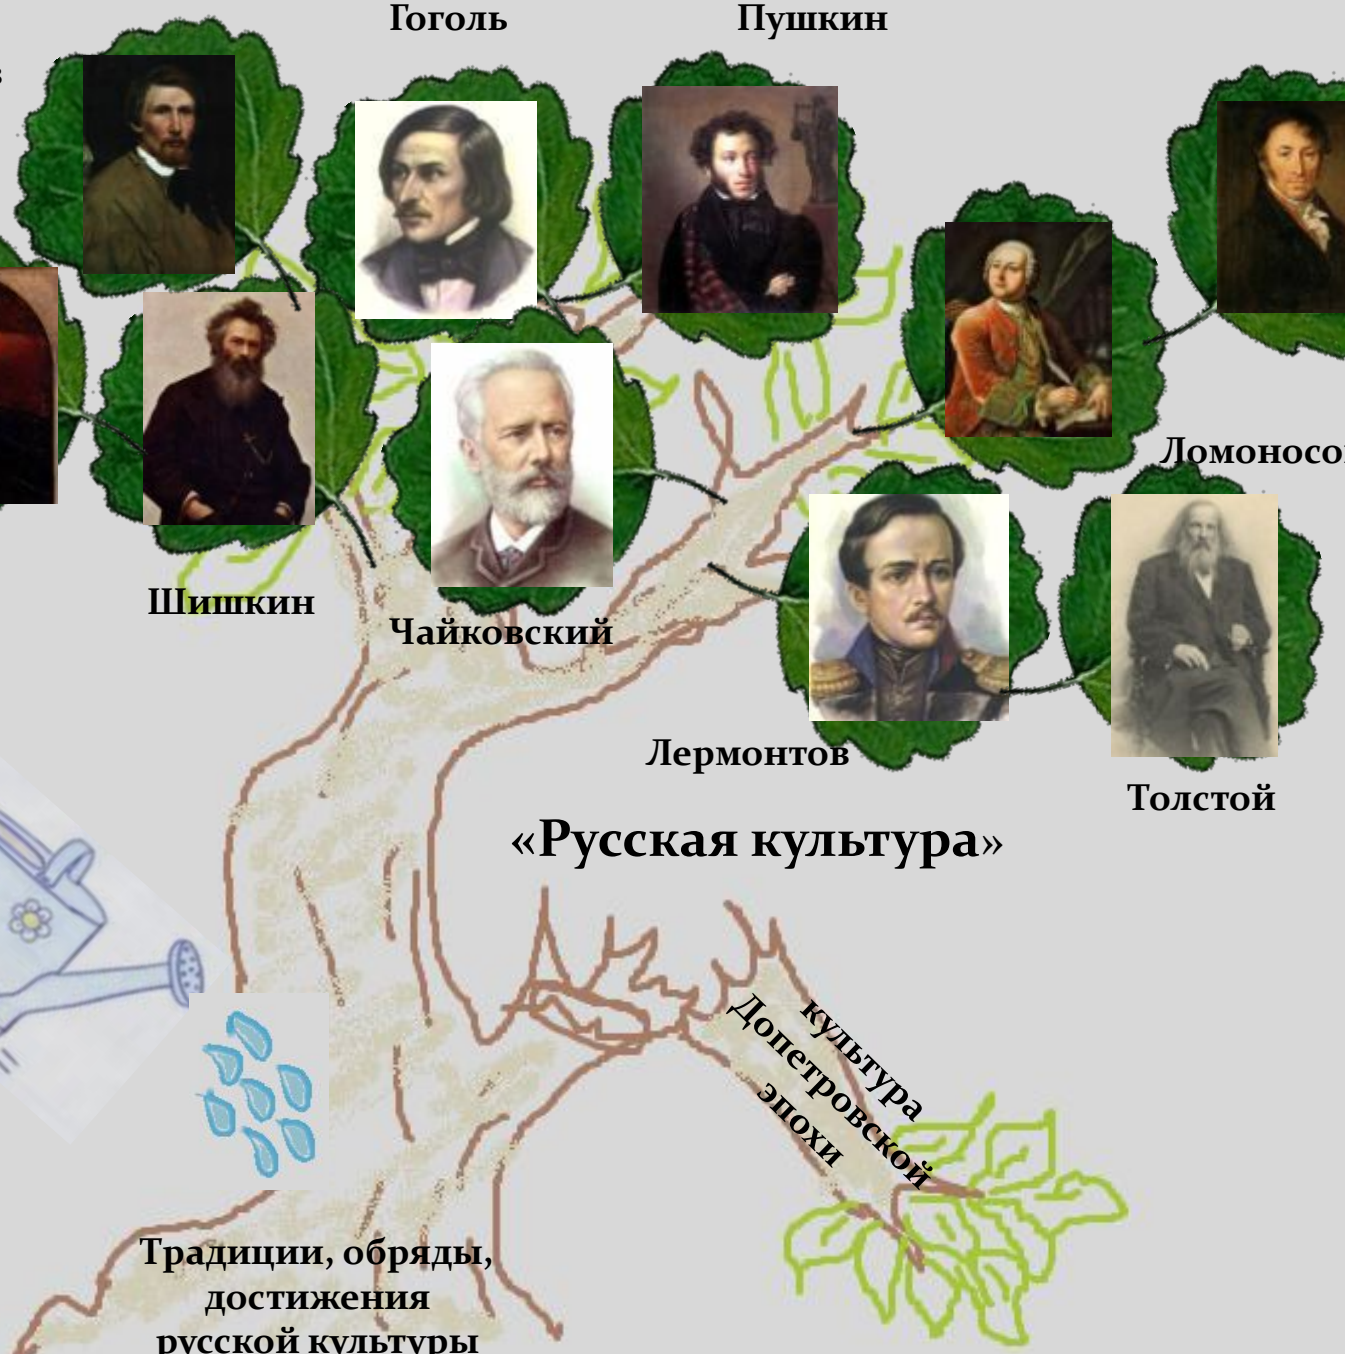 Гоголь
Пушкин
в
Ломоносо
Шишкин
Чайковский
Лермонтов
Толстой
«Русская культура»
культура
Допетровской
эпохи
Традиции, обряды,
достижения
русской культуры